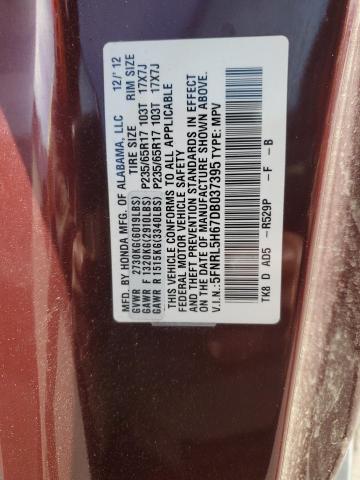 MFD. BY HONDA MFG. OF ALABAMA, LLC 12/'12
GVWR 2730KG(6019LBS) TIRE SIZE RIM SIZE
GAWR F 1320KG(2910LBS) P235/65R17 103T 17X7J
GAWR R 1515KG(3340LBS) P235/65R17 103T 17X7J
THIS VEHICLE CONFORMS TO ALL APPLICABLE
FEDERAL MOTOR VEHICLE SAFETY
AND THEFT PREVENTION STANDARDS IN EFFECT
ON THE DATE OF MANUFACTURE SHOWN ABOVE.
V.I.N.:5FNRL5H67DB037395 TYPE: MPV
TK8 D AD5 -R529P -F -B